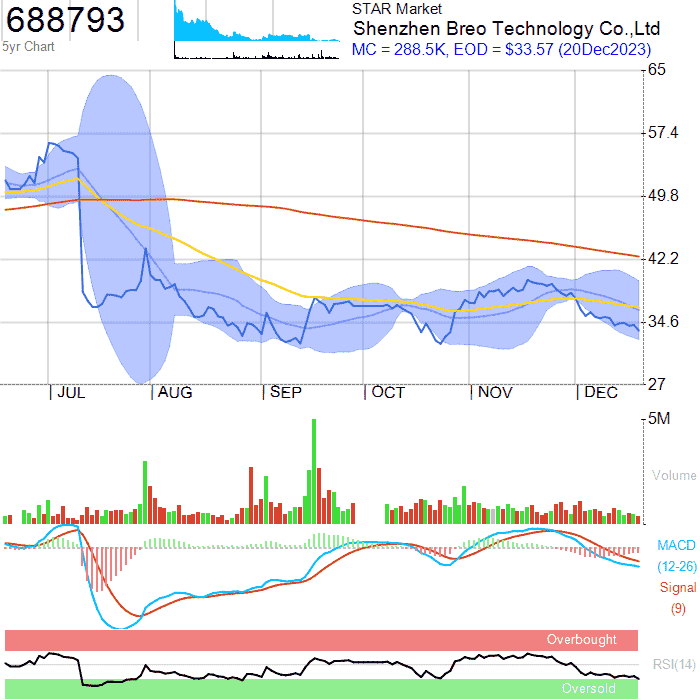 688793
5yr Chart
STAR Market
Shenzhen Breo Technology Co.,Ltd
MC = 288.5K, EOD = $33.57 (20Dec2023)
65
57.4
49.8
42.2
34.6
27
JUL AUG SEP OCT NOV DEC
5M
Volume
MACD
(12-26)
Signal
(9)
Overbought
RSI(14)
Oversold